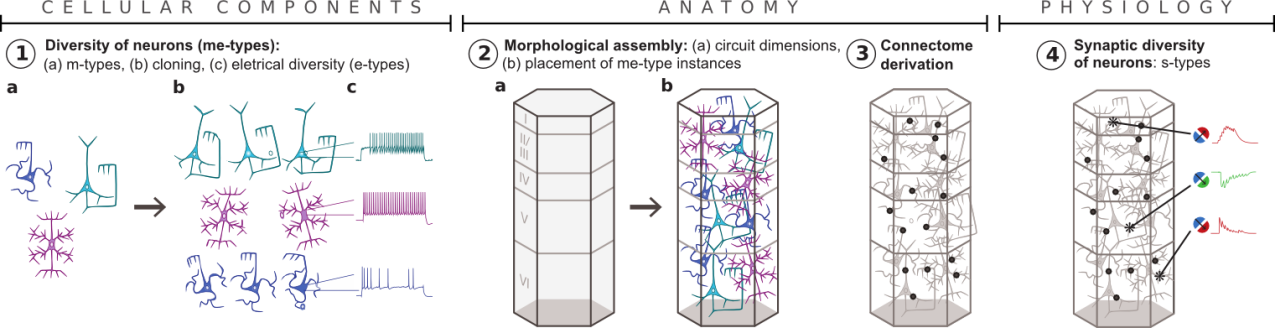 CELLULAR COMPONENTS
ANATOMY
PHYSIOLOGY
1 Diversity of neurons (me-types):
(a) m-types, (b) cloning, (c) eletrical diversity (e-types)
2 Morphological assembly: (a) circuit dimensions,
(b) placement of me-type instances
3 Connectome
derivation
4 Synaptic diversity
of neurons: s-types
a
b
c
a
b
I
II/
III
IV
V
VI